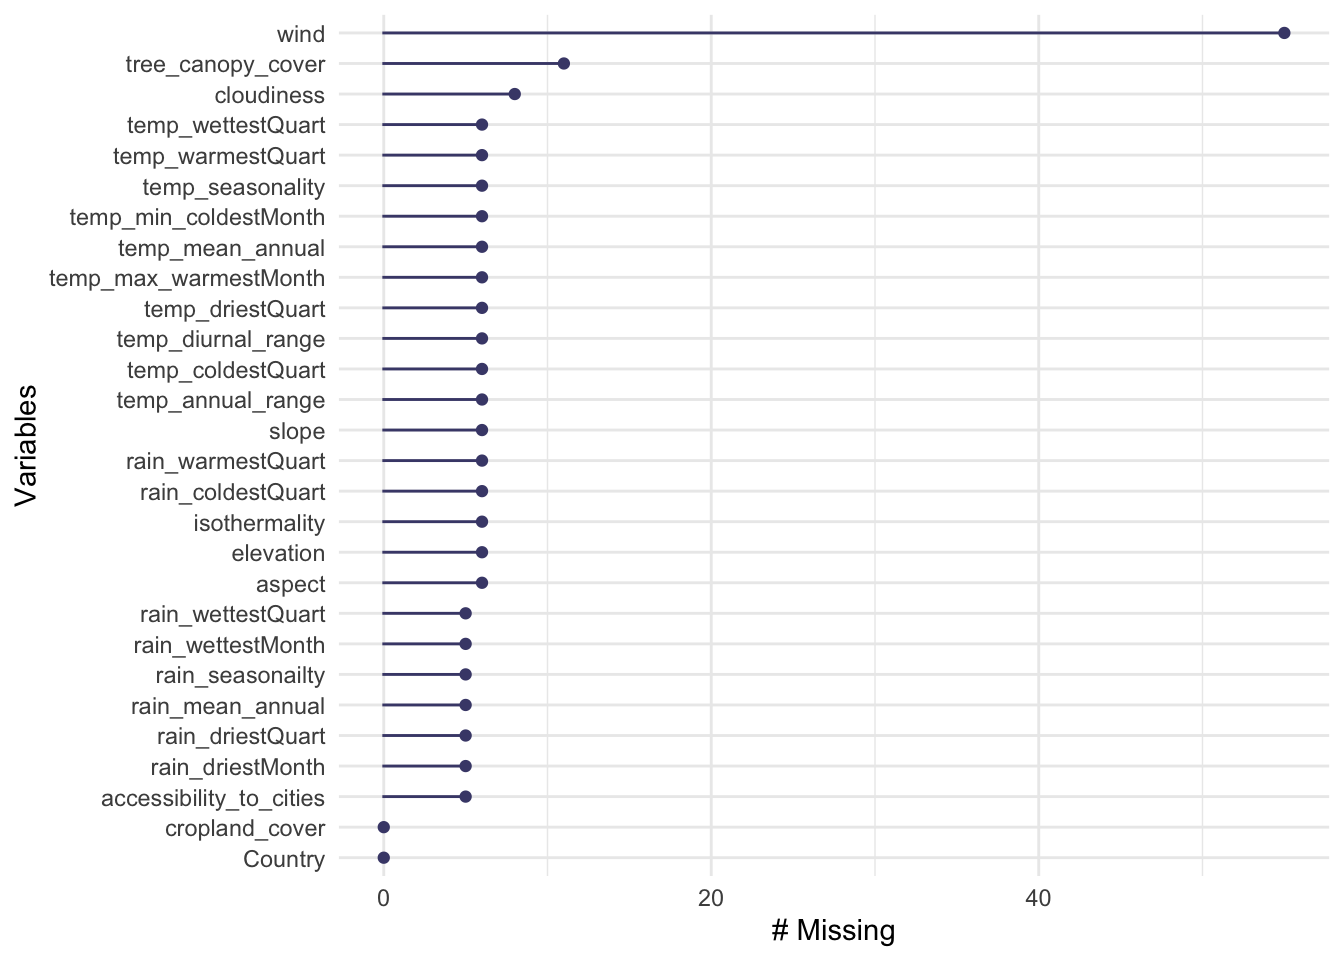 wind
tree_canopy_cover
cloudiness
temp_wettestQuart
temp_warmestQuart
temp_seasonality
temp_min_coldestMonth
temp_mean_annual
temp_max_warmestMonth
temp_driestQuart
temp_diurnal_range
temp_coldestQuart
temp_annual_range
slope
rain_warmestQuart
rain_coldestQuart
isothermality
elevation
aspect
rain_wettestQuart
rain_wettestMonth
rain_seasonailty
rain_mean_annual
rain_driestQuart
rain_driestMonth
accessibility_to_cities
cropland_cover
Country
Variables
0 20 40
# Missing